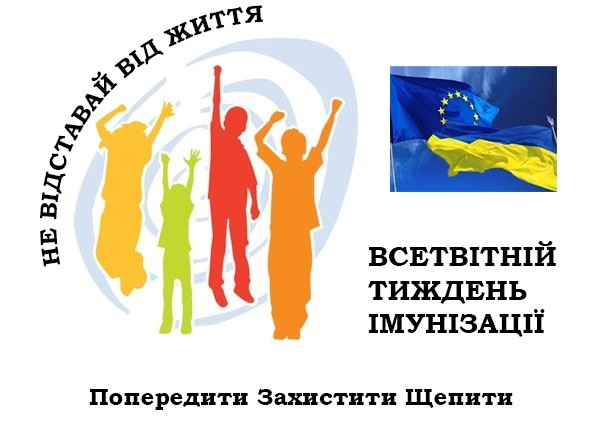 НЕ ВІДСТАВАЙ ВІД ЖИТТЯ
ВСЕТВІТНІЙ
ТИЖДЕНЬ
ІМУНІЗАЦІЇ
Попередити Захистити Щепити